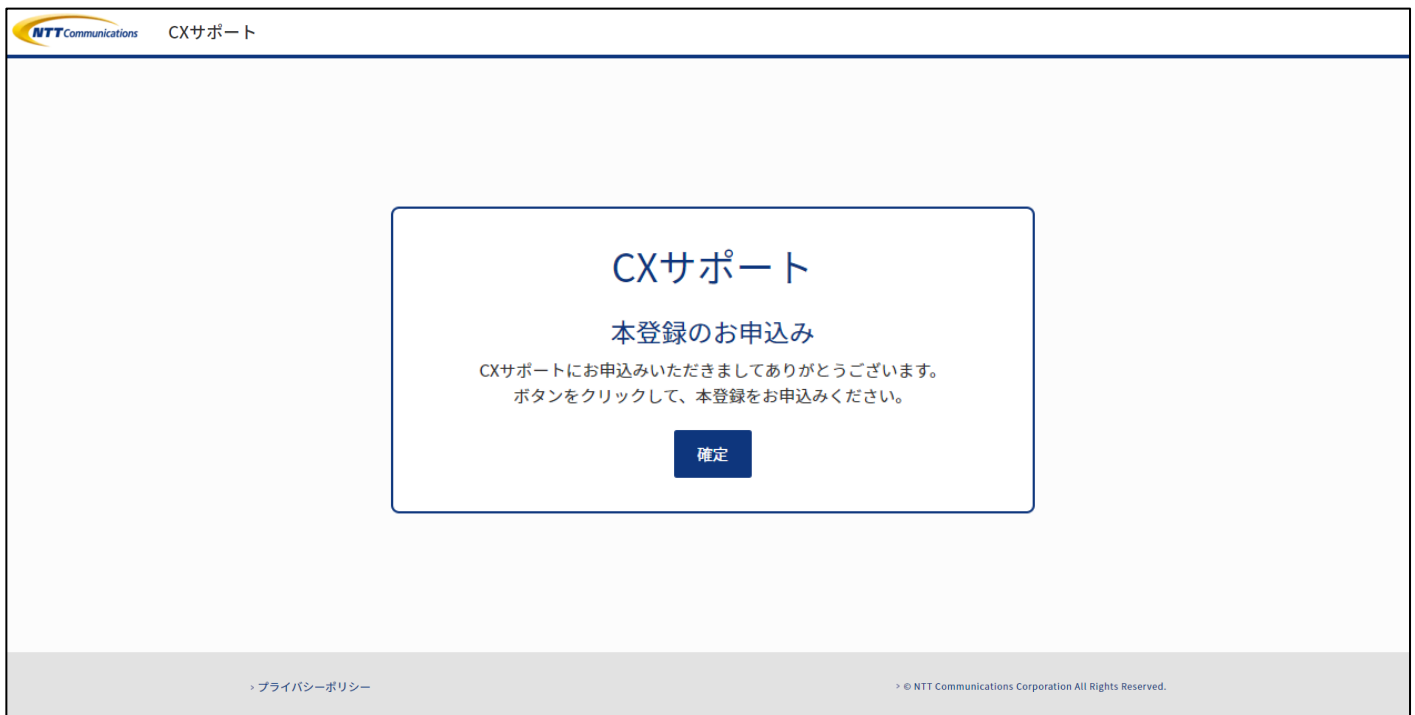 NTT Communications CXサポート
CXサポート
本登録のお申込み
CXサポートにお申込みいただきましてありがとうございます。
ボタンをクリックして、本登録をお申込みください。
確定
› プライバシーポリシー
› © NTT Communications Corporation All Rights Reserved.